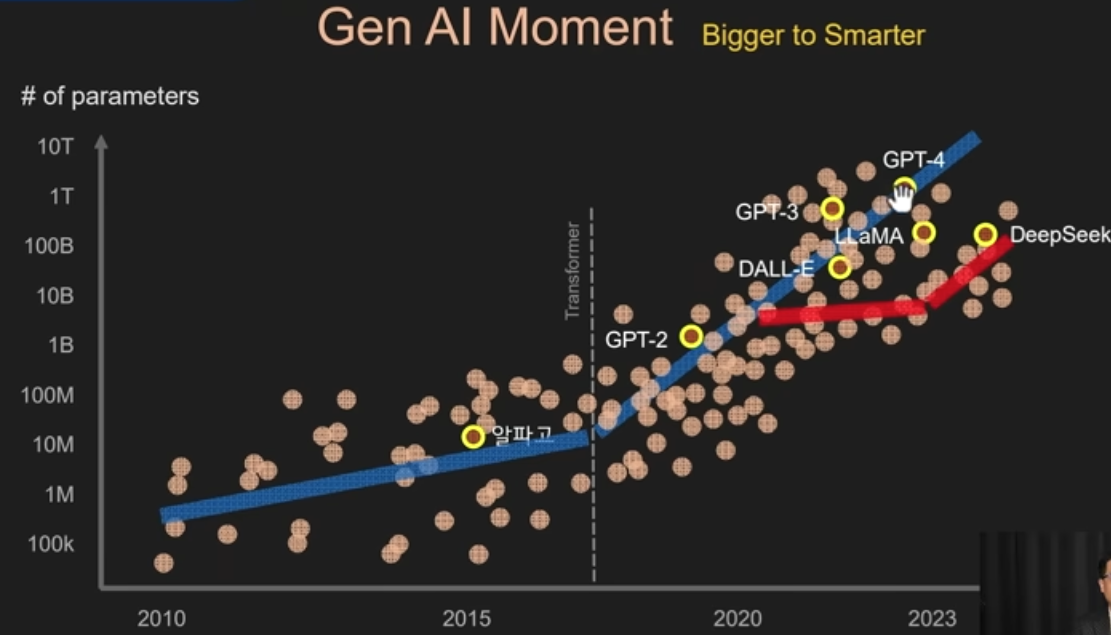 Gen AI Moment Bigger to Smarter
# of parameters
10T
1T
100B
10B
1B
100M
10M
1M
100k
Transformer
GPT-4
GPT-3
LLaMA
DeepSeek
DALL-E
GPT-2
알파고
2010 2015 2020 2023